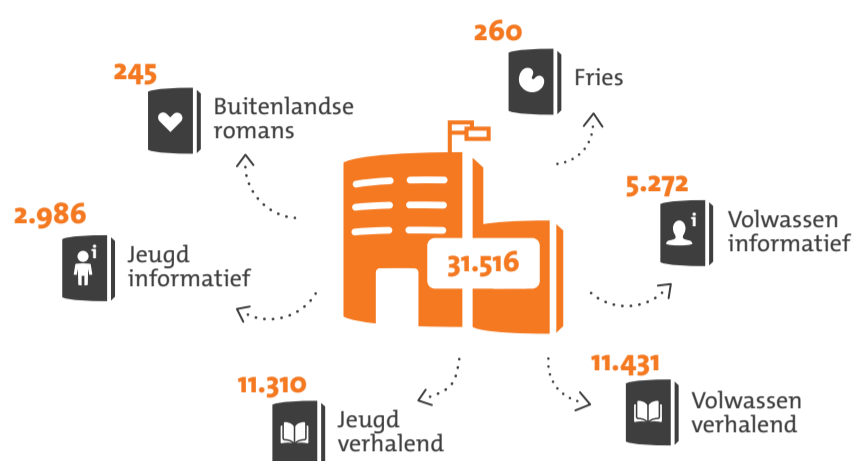 260
Fries
245
Buitenlandse
romans
5.272
Volwassen
informatief
2.986
Jeugd
informatief
31.516
11.310
Jeugd
verhalend
11.431
Volwassen
verhalend